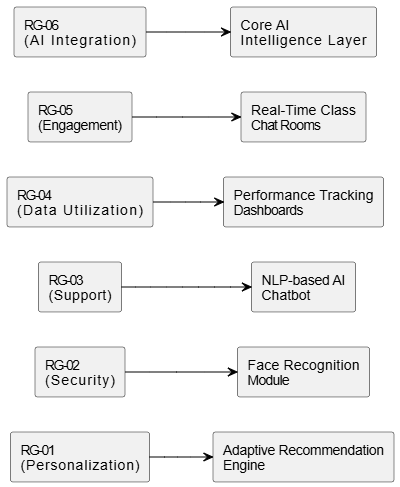 RG-06
(AI Integration)
Core AI
Intelligence Layer
RG-05
(Engagement)
Real-Time Class
Chat Rooms
RG-04
(Data Utilization)
Performance Tracking
Dashboards
RG-03
(Support)
NLP-based AI
Chatbot
RG-02
(Security)
Face Recognition
Module
RG-01
(Personalization)
Adaptive Recommendation
Engine